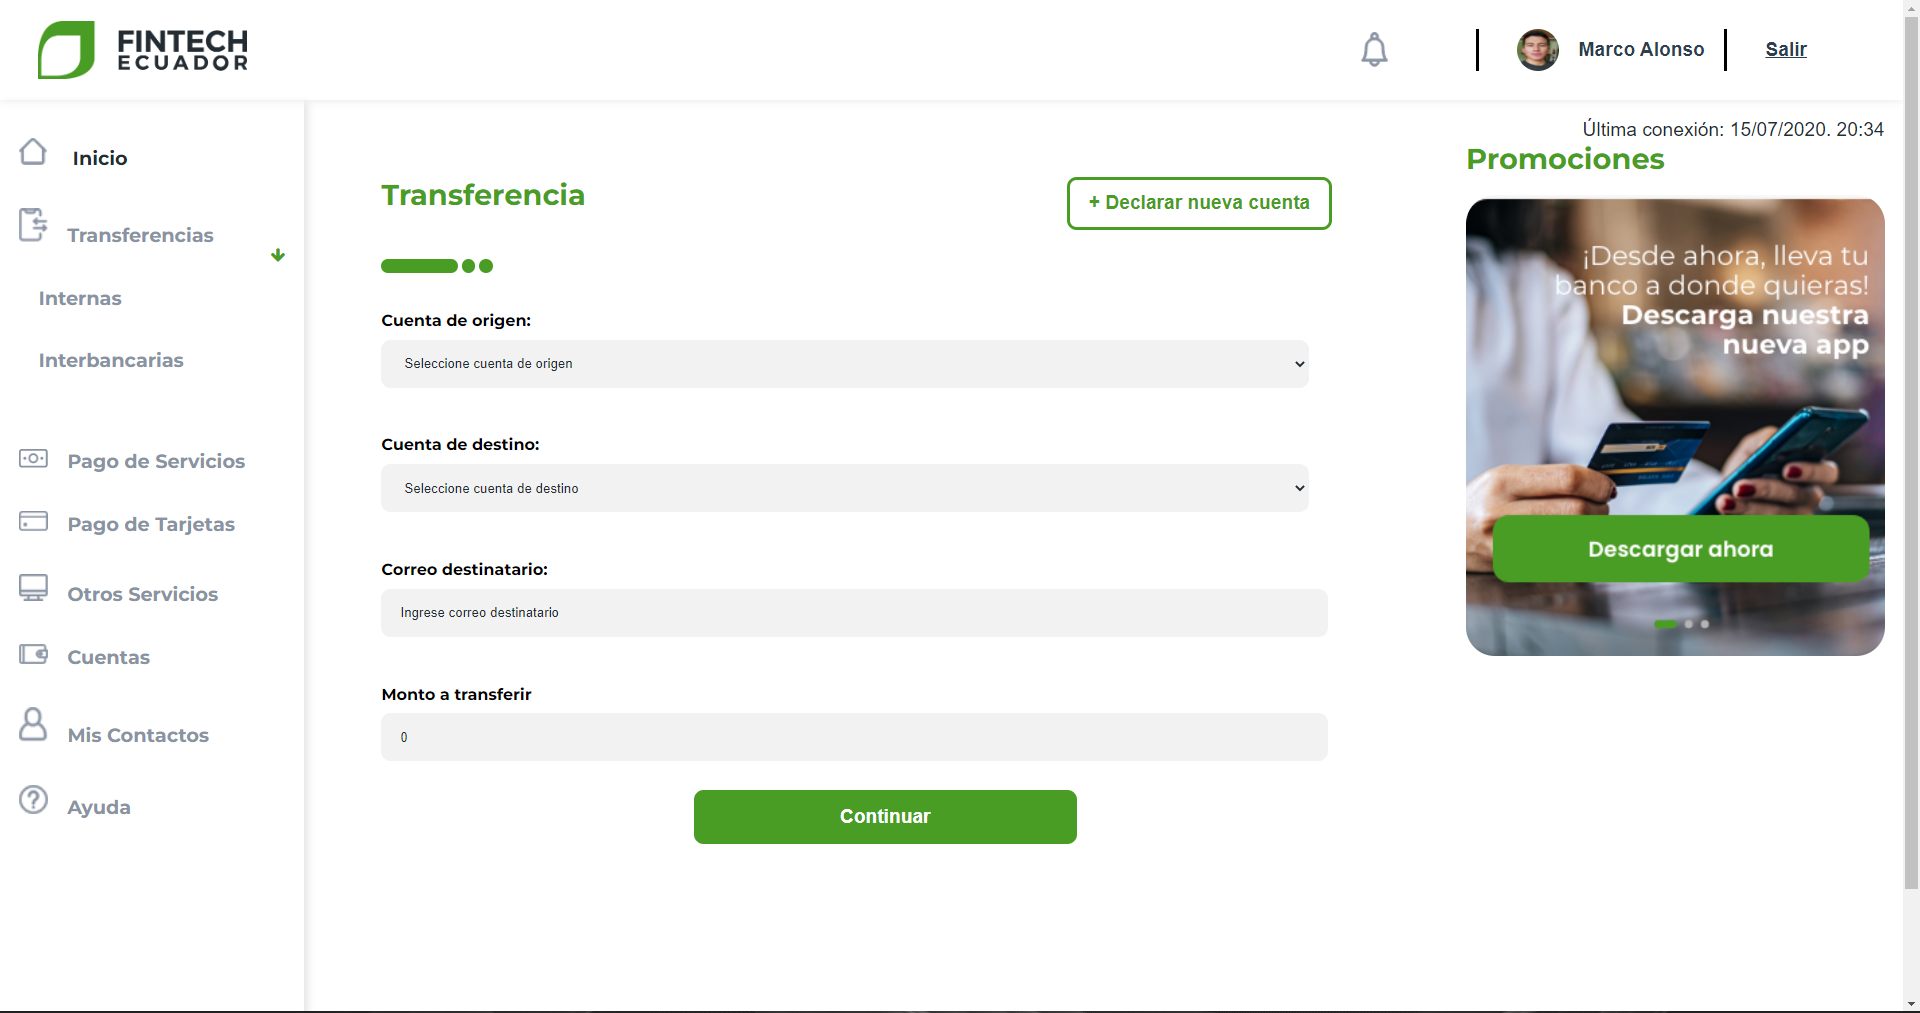 FINTECH
ECUADOR
Marco Alonso
Salir
Última conexión: 15/07/2020. 20:34
Inicio
Transferencias
Internas
Interbancarias
Pago de Servicios
Pago de Tarjetas
Otros Servicios
Cuentas
Mis Contactos
Ayuda
Transferencia
+ Declarar nueva cuenta
Cuenta de origen:
Seleccione cuenta de origen
Cuenta de destino:
Seleccione cuenta de destino
Correo destinatario:
Ingrese correo destinatario
Monto a transferir
0
Continuar
Promociones
¡Desde ahora, lleva tu
banco a donde quieras!
Descarga nuestra
nueva app
Descargar ahora